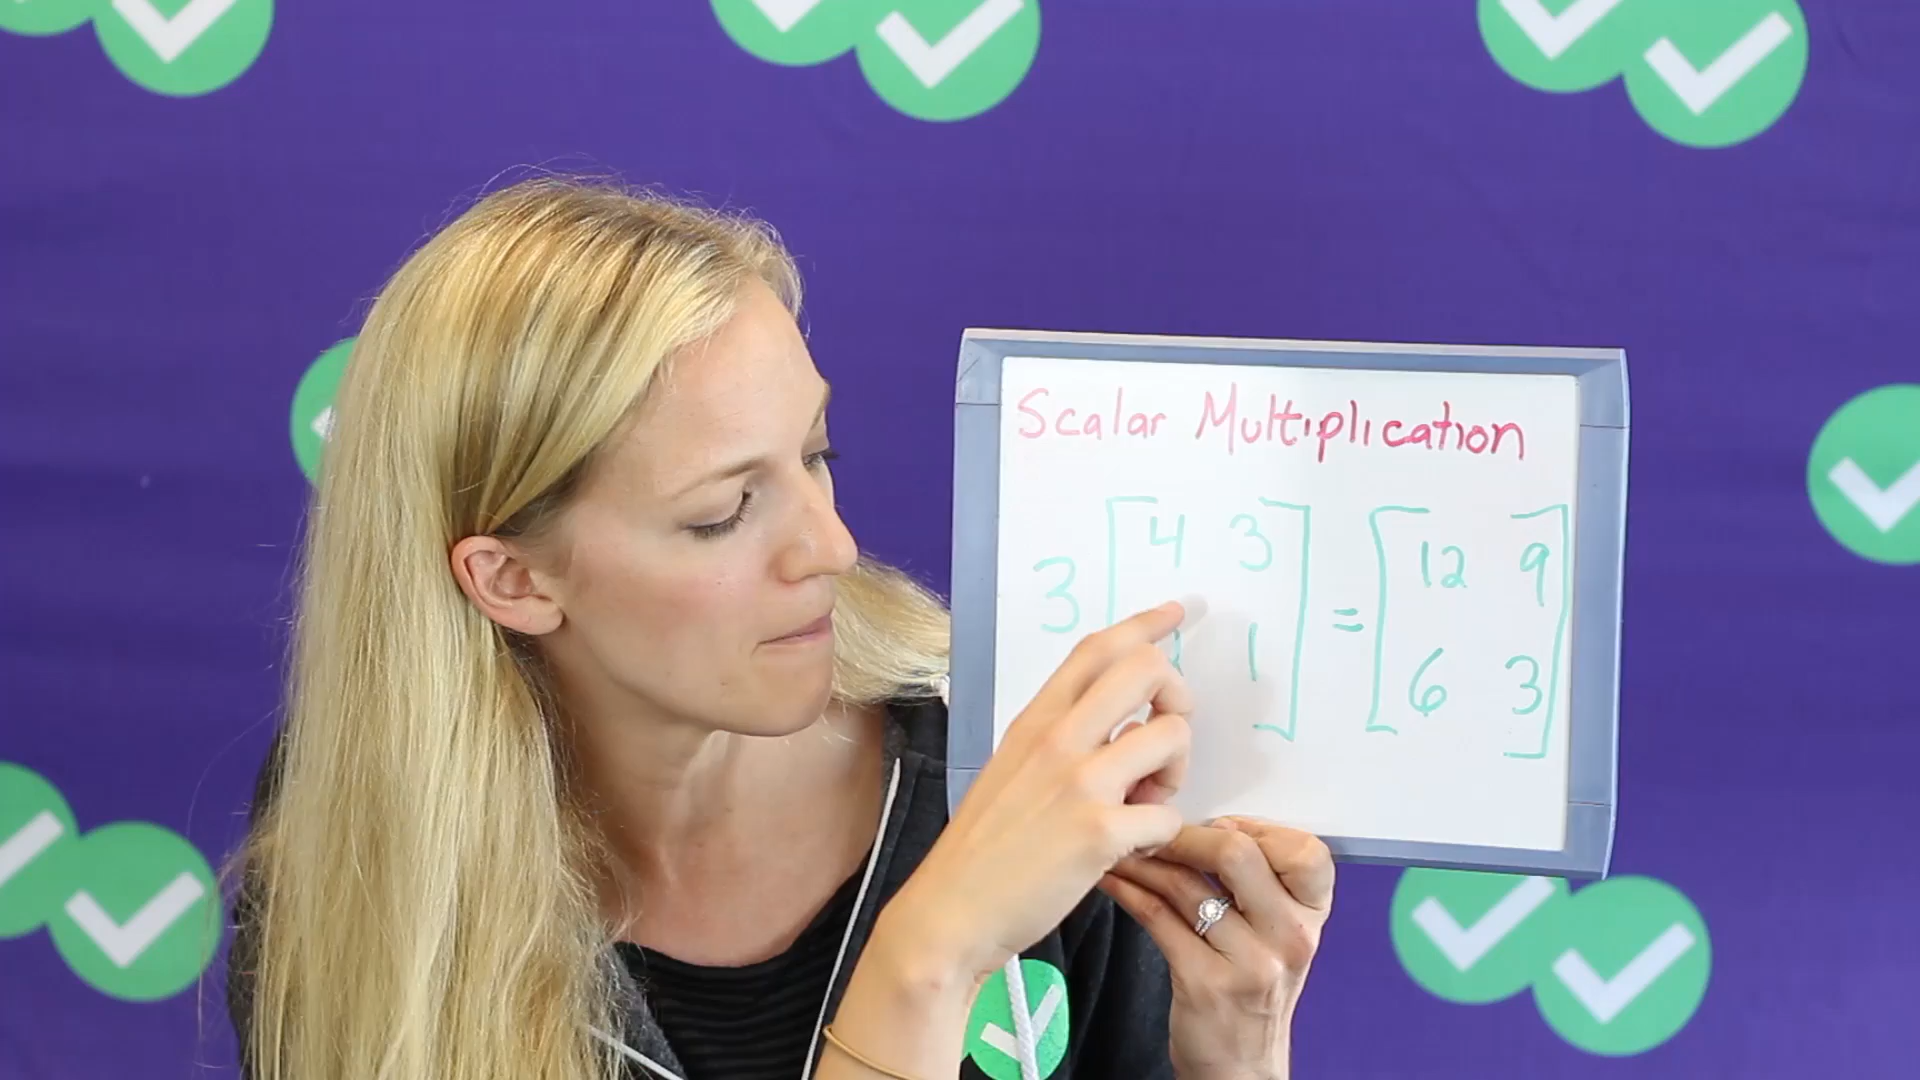 Scalar Multiplication
3 [ 4 3 ] = [ 12 9 ]
1 6 3